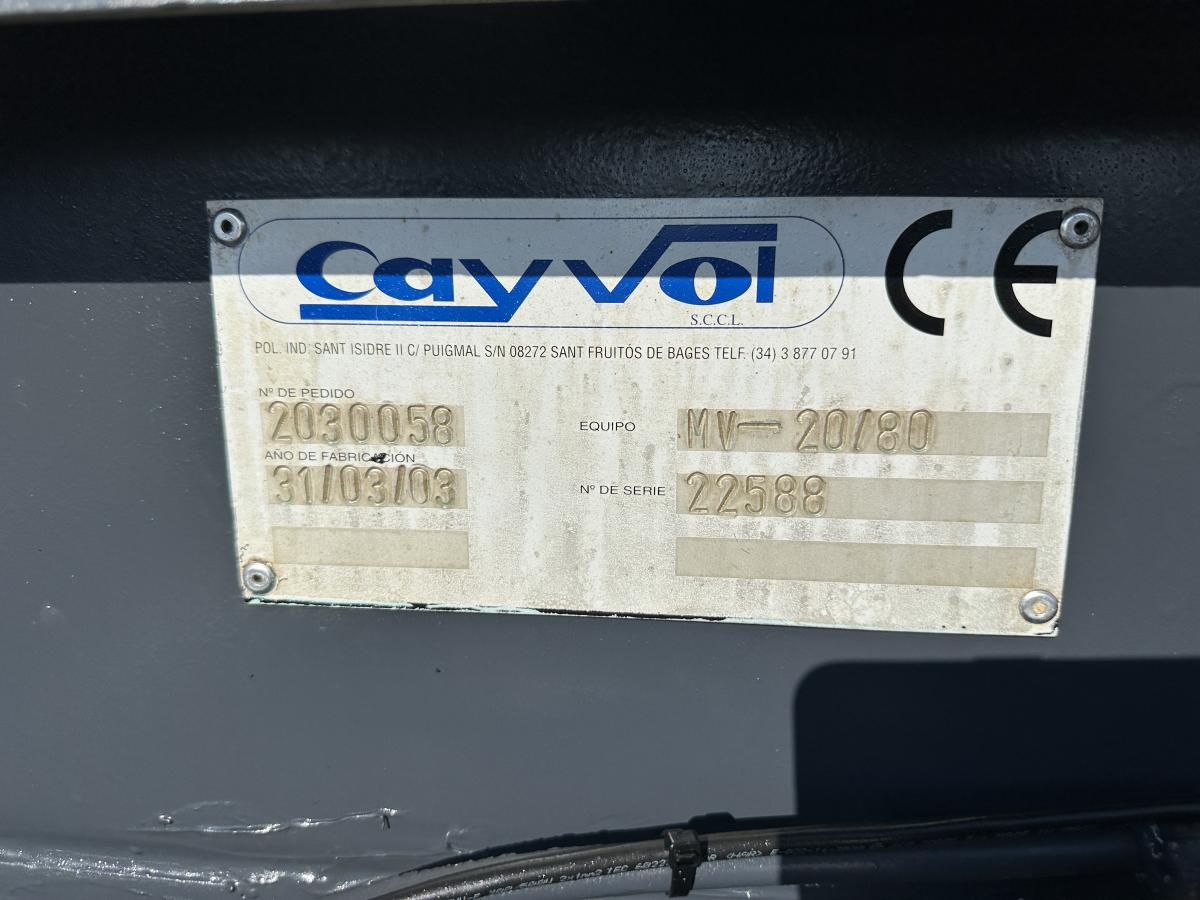 Cayvol
S.C.C.L.
CE
POL. IND: SANT ISIDRE II C/ PUIGMAL S/N 08272 SANT FRUITÓS DE BAGES TELF. (34) 3 877 07 91
Nº DE PEDIDO
2030058
EQUIPO
MV-20/80
AÑO DE FABRICACIÓN
31/03/03
Nº DE SERIE
22588